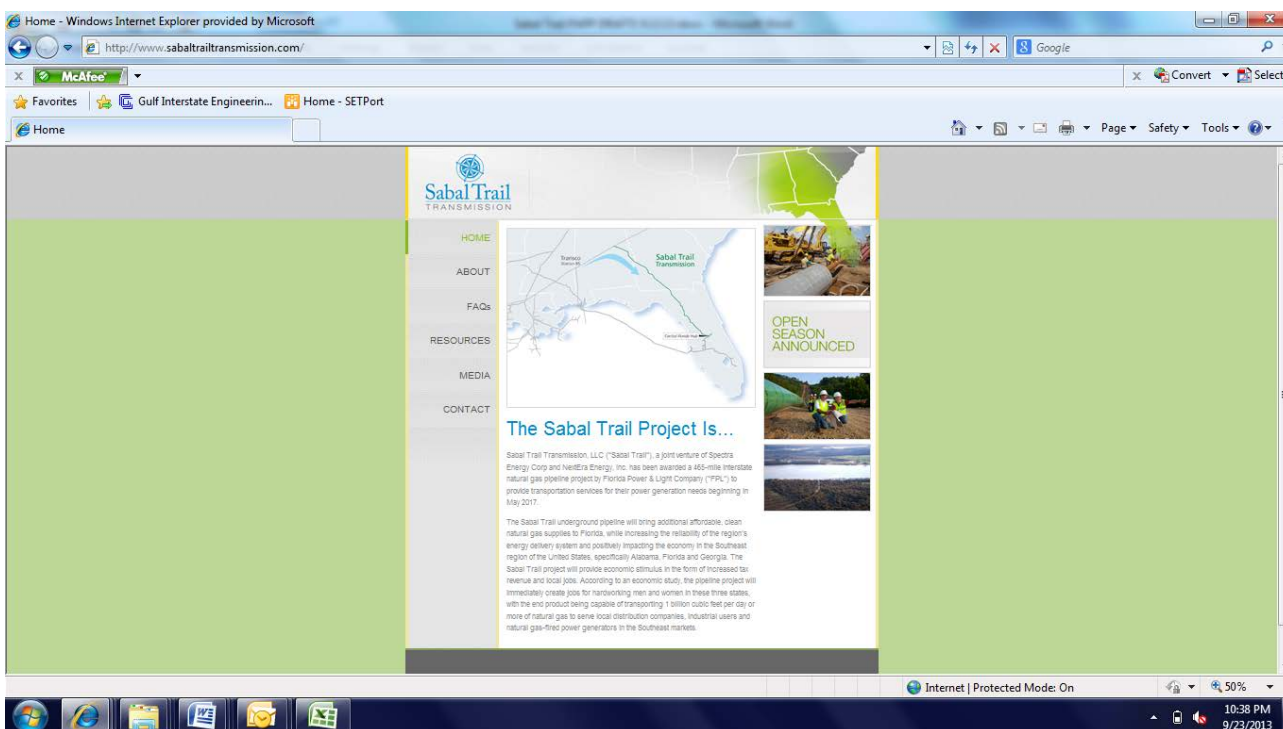 Home - Windows Internet Explorer provided by Microsoft
http://www.sabaltrailtransmission.com/
Google
X McAfee
x Convert Select
Favorites Gulf Interstate Engineerin... Home - SETPort
Home
Page Safety Tools
Sabal Trail
TRANSMISSION
HOME
ABOUT
FAQs
RESOURCES
MEDIA
CONTACT
Transco
Sabal Trail
Transmission
OPEN
SEASON
ANNOUNCED
The Sabal Trail Project Is...
Sabal Trail Transmission, LLC ("Sabal Trail"), a joint venture of Spectra
Energy Corp and NextEra Energy, Inc. has been awarded a 465-mile interstate
natural gas pipeline project by Florida Power & Light Company ("FPL") to
provide transportation services for their power generation needs beginning in
May 2017.
The Sabal Trail underground pipeline will bring additional affordable, clean
natural gas supplies to Florida, while increasing the reliability of the region's
energy delivery system and positively impacting the economy in the Southeast
region of the United States, specifically Alabama, Florida and Georgia. The
Sabal Trail project will provide economic stimulus in the form of increased tax
revenue and local jobs. According to an economic study, the pipeline project will
immediately create jobs for hardworking men and women in these three states,
with the end product being capable of transporting 1 billion cubic feet per day or
more of natural gas to serve local distribution companies, industrial users and
natural gas-fired power generators in the Southeast markets.
Internet | Protected Mode: On
50%
10:38 PM
9/23/2013